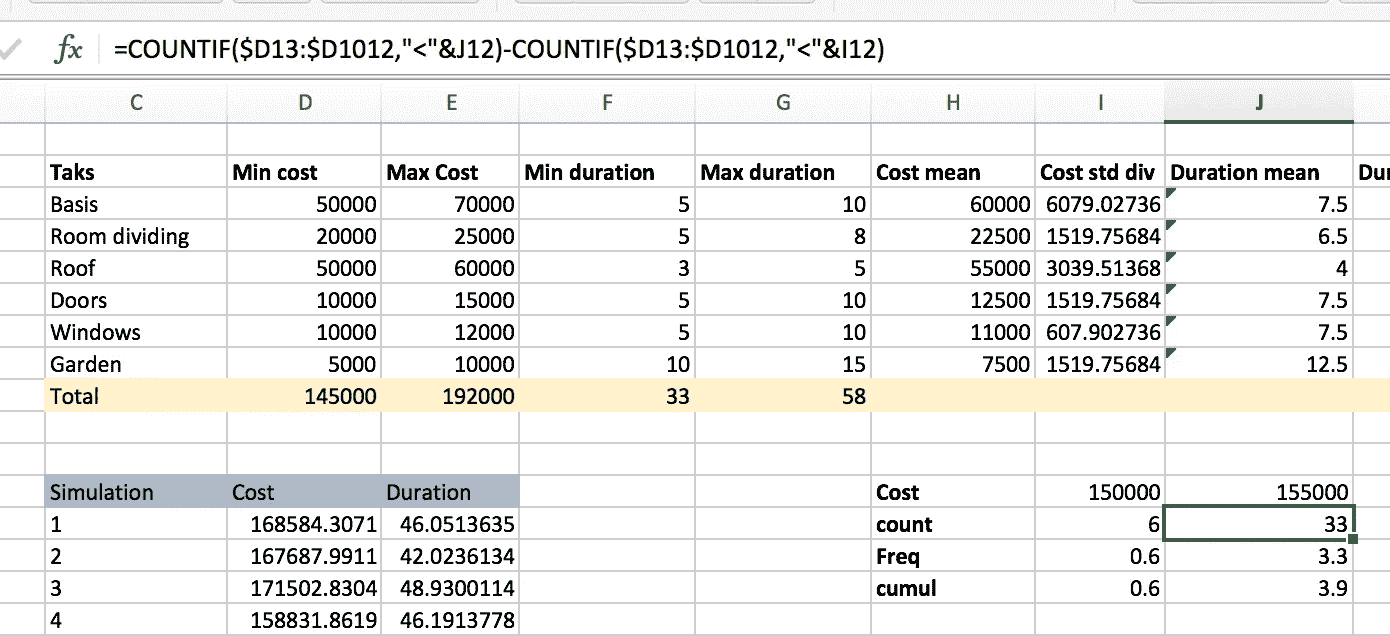 fx =COUNTIF($D13:$D1012,"<"&J12)-COUNTIF($D13:$D1012,"<"&I12)
C D E F G H I J
Taks Min cost Max Cost Min duration Max duration Cost mean Cost std div Duration mean Du
Basis 50000 70000 5 10 60000 6079.02736 7.5
Room dividing 20000 25000 5 8 22500 1519.75684 6.5
Roof 50000 60000 3 5 55000 3039.51368 4
Doors 10000 15000 5 10 12500 1519.75684 7.5
Windows 10000 12000 5 10 11000 607.902736 7.5
Garden 5000 10000 10 15 7500 1519.75684 12.5
Total 145000 192000 33 58
Simulation Cost Duration Cost 150000 155000
1 168584.3071 46.0513635 count 6 33
2 167687.9911 42.0236134 Freq 0.6 3.3
3 171502.8304 48.9300114 cumul 0.6 3.9
4 158831.8619 46.1913778